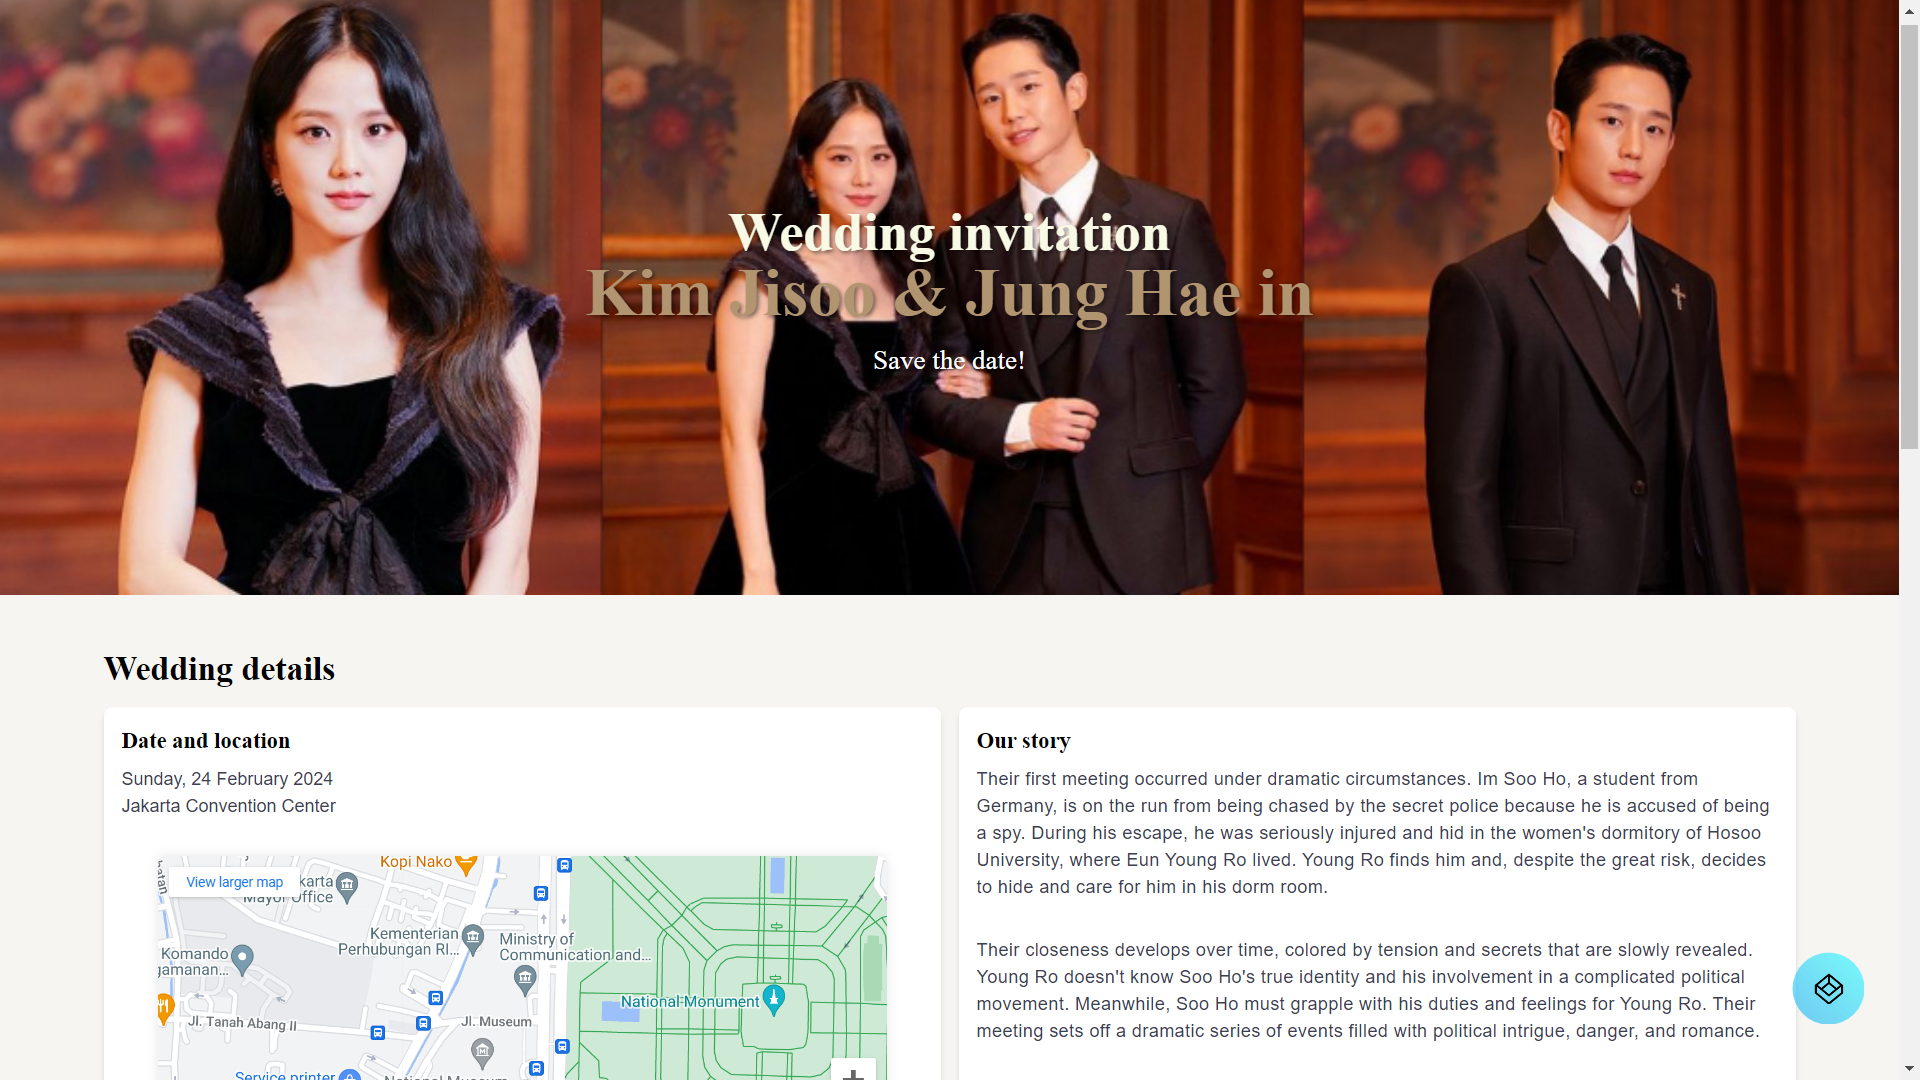 Wedding invitation
Kim Jisoo & Jung Hae in
Save the date!
Wedding details
Date and location
Sunday, 24 February 2024
Jakarta Convention Center
View larger map
Kopi Nako
karta
Mayor Office
Kementerian
Perhubungan RI...
Ministry of
Communication and...
Komando
gamanan...
National Monument
Jl. Tanah Abang II
Jl. Museum
Service printer
National Museum
Our story
Their first meeting occurred under dramatic circumstances. Im Soo Ho, a student from
Germany, is on the run from being chased by the secret police because he is accused of being
a spy. During his escape, he was seriously injured and hid in the women's dormitory of Hosoo
University, where Eun Young Ro lived. Young Ro finds him and, despite the great risk, decides
to hide and care for him in his dorm room.
Their closeness develops over time, colored by tension and secrets that are slowly revealed.
Young Ro doesn't know Soo Ho's true identity and his involvement in a complicated political
movement. Meanwhile, Soo Ho must grapple with his duties and feelings for Young Ro. Their
meeting sets off a dramatic series of events filled with political intrigue, danger, and romance.